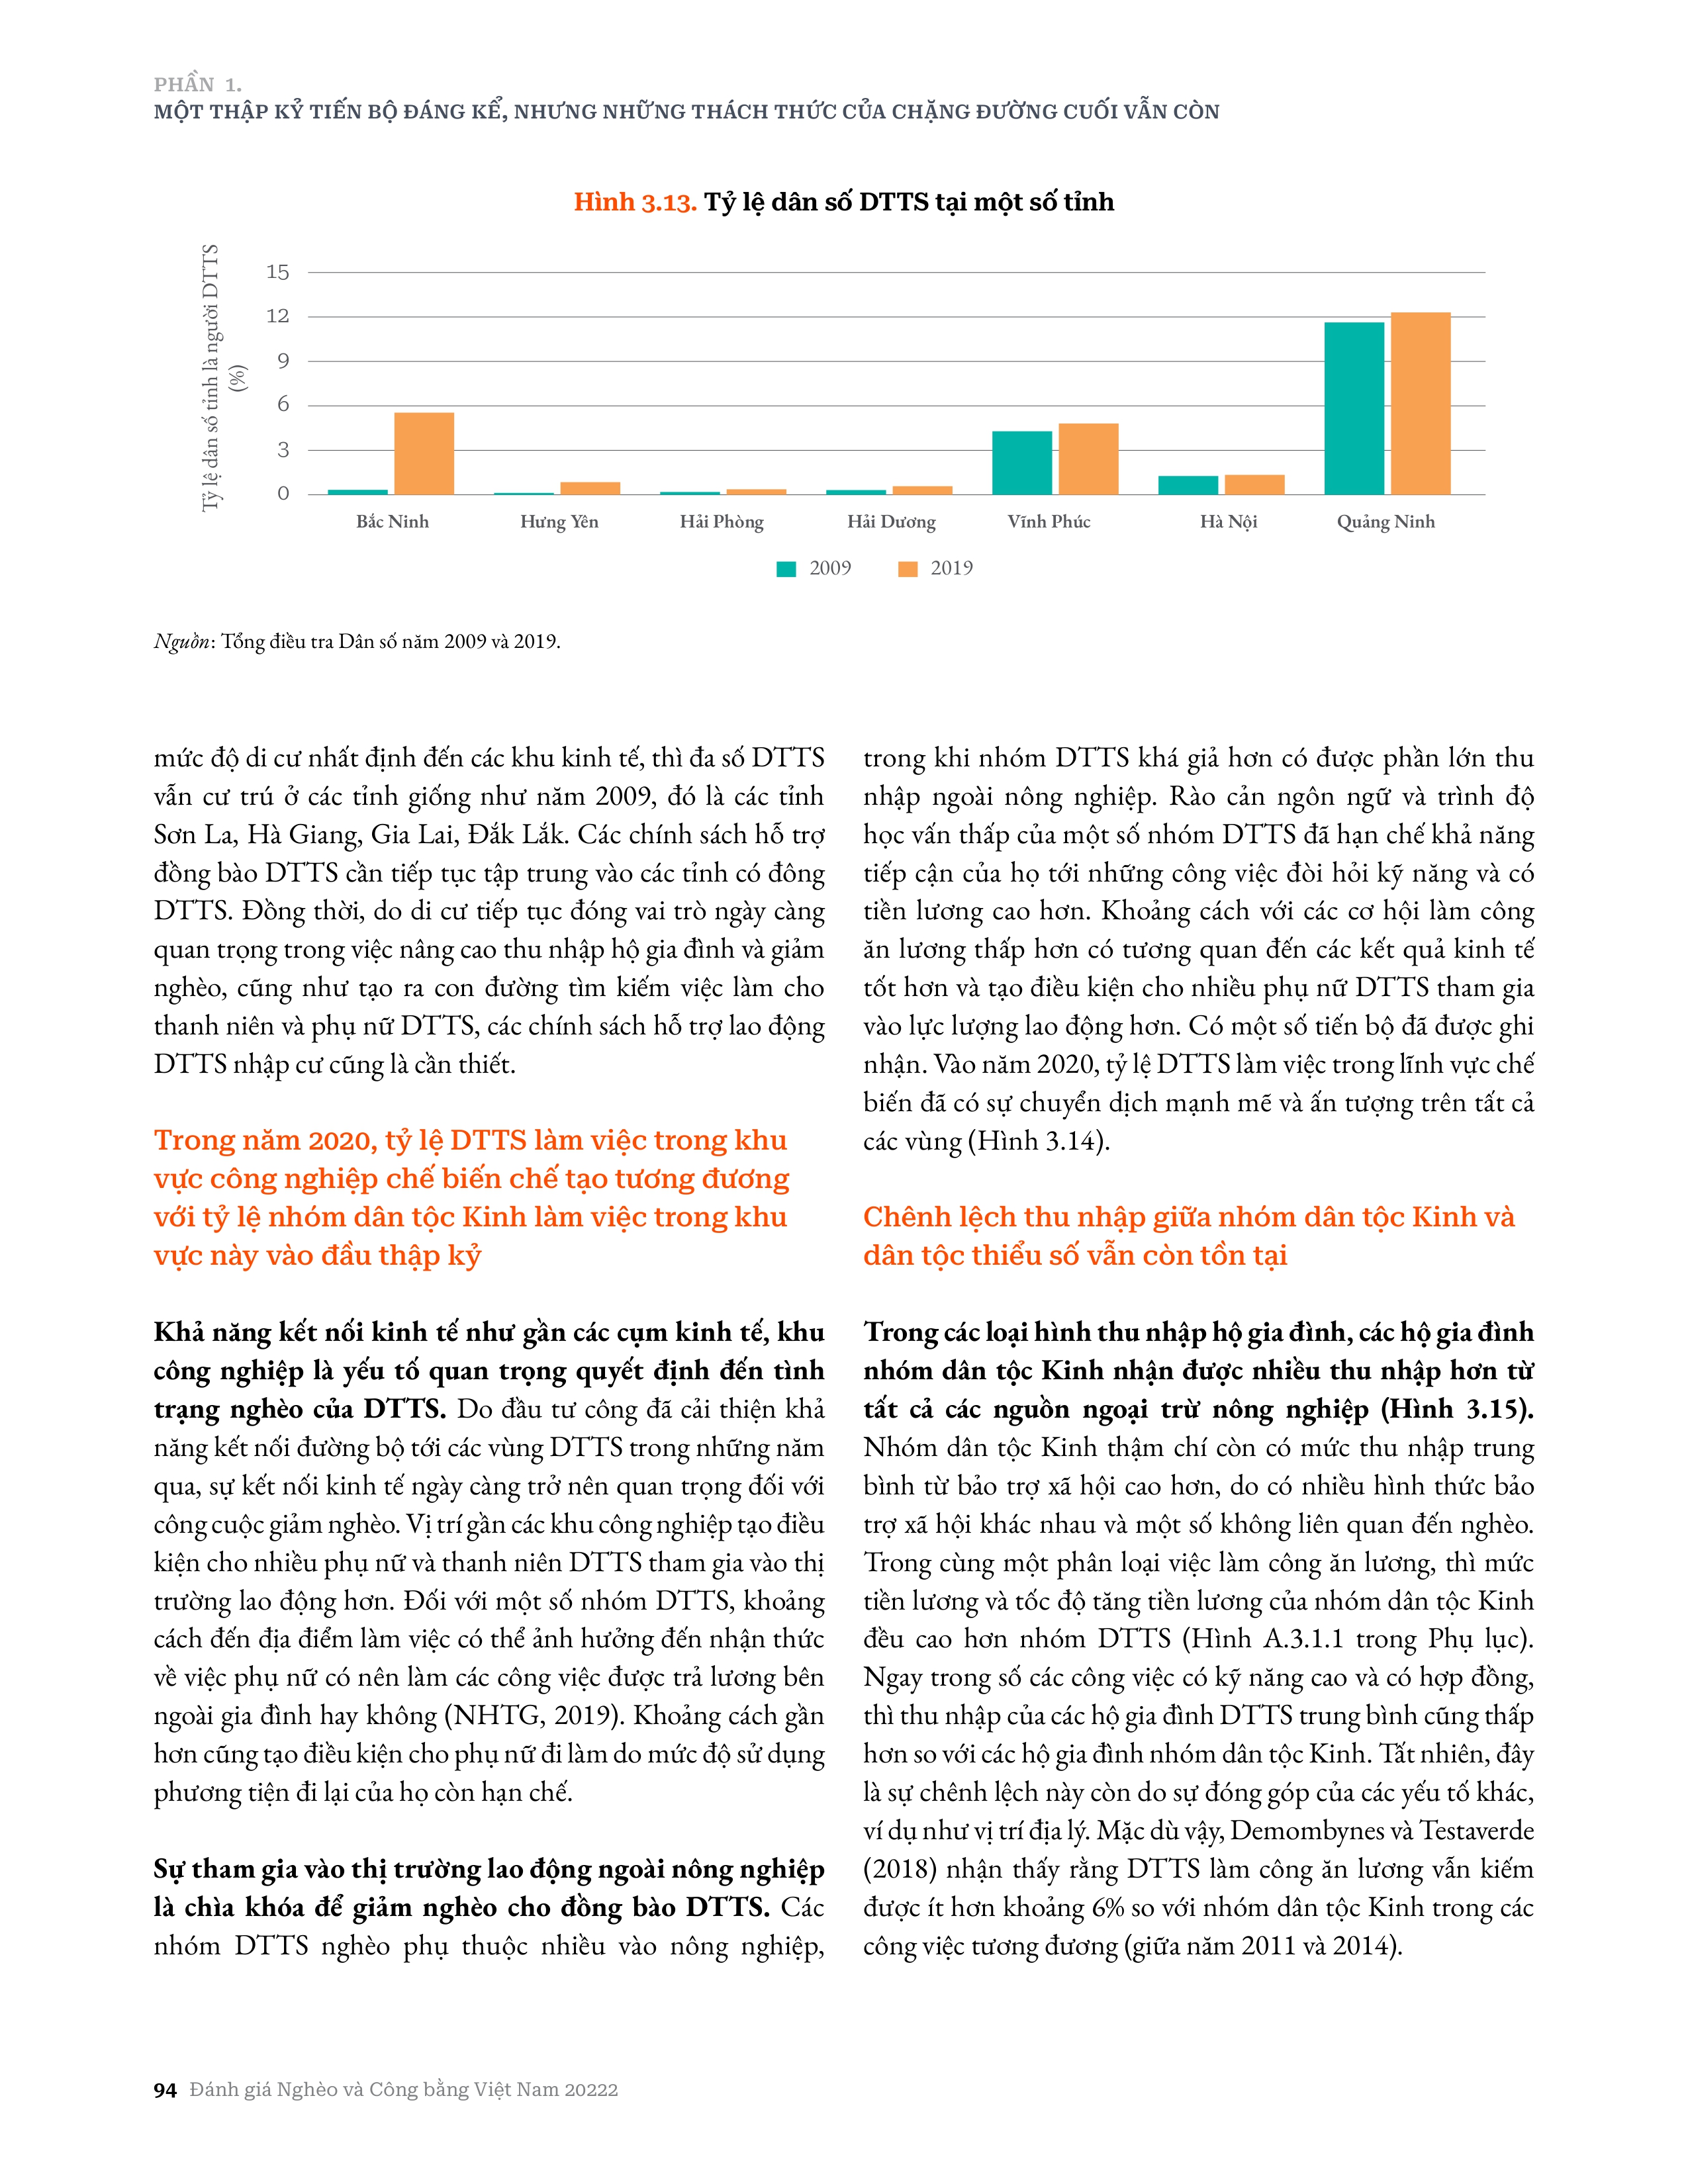 PHẦN 1.
MỘT THẬP KỶ TIẾN BỘ ĐÁNG KỂ, NHƯNG NHỮNG THÁCH THỨC CỦA CHẶNG ĐƯỜNG CUỐI VẪN CÒN
Hình 3.13. Tỷ lệ dân số DTTS tại một số tỉnh
Tỷ lệ dân số tỉnh là người DTTS
(%)
15
12
9
6
3
0
Bắc Ninh
Hưng Yên
Hải Phòng
Hải Dương
Vĩnh Phúc
Hà Nội
Quảng Ninh
2009
2019
Nguồn: Tổng điều tra Dân số năm 2009 và 2019.
mức độ di cư nhất định đến các khu kinh tế, thì đa số DTTS
vẫn cư trú ở các tỉnh giống như năm 2009, đó là các tỉnh
Sơn La, Hà Giang, Gia Lai, Đắk Lắk. Các chính sách hỗ trợ
đồng bào DTTS cần tiếp tục tập trung vào các tỉnh có đông
DTTS. Đồng thời, do di cư tiếp tục đóng vai trò ngày càng
quan trọng trong việc nâng cao thu nhập hộ gia đình và giảm
nghèo, cũng như tạo ra con đường tìm kiếm việc làm cho
thanh niên và phụ nữ DTTS, các chính sách hỗ trợ lao động
DTTS nhập cư cũng là cần thiết.
Trong năm 2020, tỷ lệ DTTS làm việc trong khu
vực công nghiệp chế biến chế tạo tương đương
với tỷ lệ nhóm dân tộc Kinh làm việc trong khu
vực này vào đầu thập kỷ
Khả năng kết nối kinh tế như gần các cụm kinh tế, khu
công nghiệp là yếu tố quan trọng quyết định đến tình
trạng nghèo của DTTS. Do đầu tư công đã cải thiện khả
năng kết nối đường bộ tới các vùng DTTS trong những năm
qua, sự kết nối kinh tế ngày càng trở nên quan trọng đối với
công cuộc giảm nghèo. Vị trí gần các khu công nghiệp tạo điều
kiện cho nhiều phụ nữ và thanh niên DTTS tham gia vào thị
trường lao động hơn. Đối với một số nhóm DTTS, khoảng
cách đến địa điểm làm việc có thể ảnh hưởng đến nhận thức
về việc phụ nữ có nên làm các công việc được trả lương bên
ngoài gia đình hay không (NHTG, 2019). Khoảng cách gần
hơn cũng tạo điều kiện cho phụ nữ đi làm do mức độ sử dụng
phương tiện đi lại của họ còn hạn chế.
Sự tham gia vào thị trường lao động ngoài nông nghiệp
là chìa khóa để giảm nghèo cho đồng bào DTTS. Các
nhóm DTTS nghèo phụ thuộc nhiều vào nông nghiệp,
trong khi nhóm DTTS khá giả hơn có được phần lớn thu
nhập ngoài nông nghiệp. Rào cản ngôn ngữ và trình độ
học vấn thấp của một số nhóm DTTS đã hạn chế khả năng
tiếp cận của họ tới những công việc đòi hỏi kỹ năng và có
tiền lương cao hơn. Khoảng cách với các cơ hội làm công
ăn lương thấp hơn có tương quan đến các kết quả kinh tế
tốt hơn và tạo điều kiện cho nhiều phụ nữ DTTS tham gia
vào lực lượng lao động hơn. Có một số tiến bộ đã được ghi
nhận. Vào năm 2020, tỷ lệ DTTS làm việc trong lĩnh vực chế
biến đã có sự chuyển dịch mạnh mẽ và ấn tượng trên tất cả
các vùng (Hình 3.14).
Chênh lệch thu nhập giữa nhóm dân tộc Kinh và
dân tộc thiểu số vẫn còn tồn tại
Trong các loại hình thu nhập hộ gia đình, các hộ gia đình
nhóm dân tộc Kinh nhận được nhiều thu nhập hơn từ
tất cả các nguồn ngoại trừ nông nghiệp (Hình 3.15).
Nhóm dân tộc Kinh thậm chí còn có mức thu nhập trung
bình từ bảo trợ xã hội cao hơn, do có nhiều hình thức bảo
trợ xã hội khác nhau và một số không liên quan đến nghèo.
Trong cùng một phân loại việc làm công ăn lương, thì mức
tiền lương và tốc độ tăng tiền lương của nhóm dân tộc Kinh
đều cao hơn nhóm DTTS (Hình A.3.1.1 trong Phụ lục).
Ngay trong số các công việc có kỹ năng cao và có hợp đồng,
thì thu nhập của các hộ gia đình DTTS trung bình cũng thấp
hơn so với các hộ gia đình nhóm dân tộc Kinh. Tất nhiên, đây
là sự chênh lệch này còn do sự đóng góp của các yếu tố khác,
ví dụ như vị trí địa lý. Mặc dù vậy, Demombynes và Testaverde
(2018) nhận thấy rằng DTTS làm công ăn lương vẫn kiếm
được ít hơn khoảng 6% so với nhóm dân tộc Kinh trong các
công việc tương đương (giữa năm 2011 và 2014).
94 Đánh giá Nghèo và Công bằng Việt Nam 20222